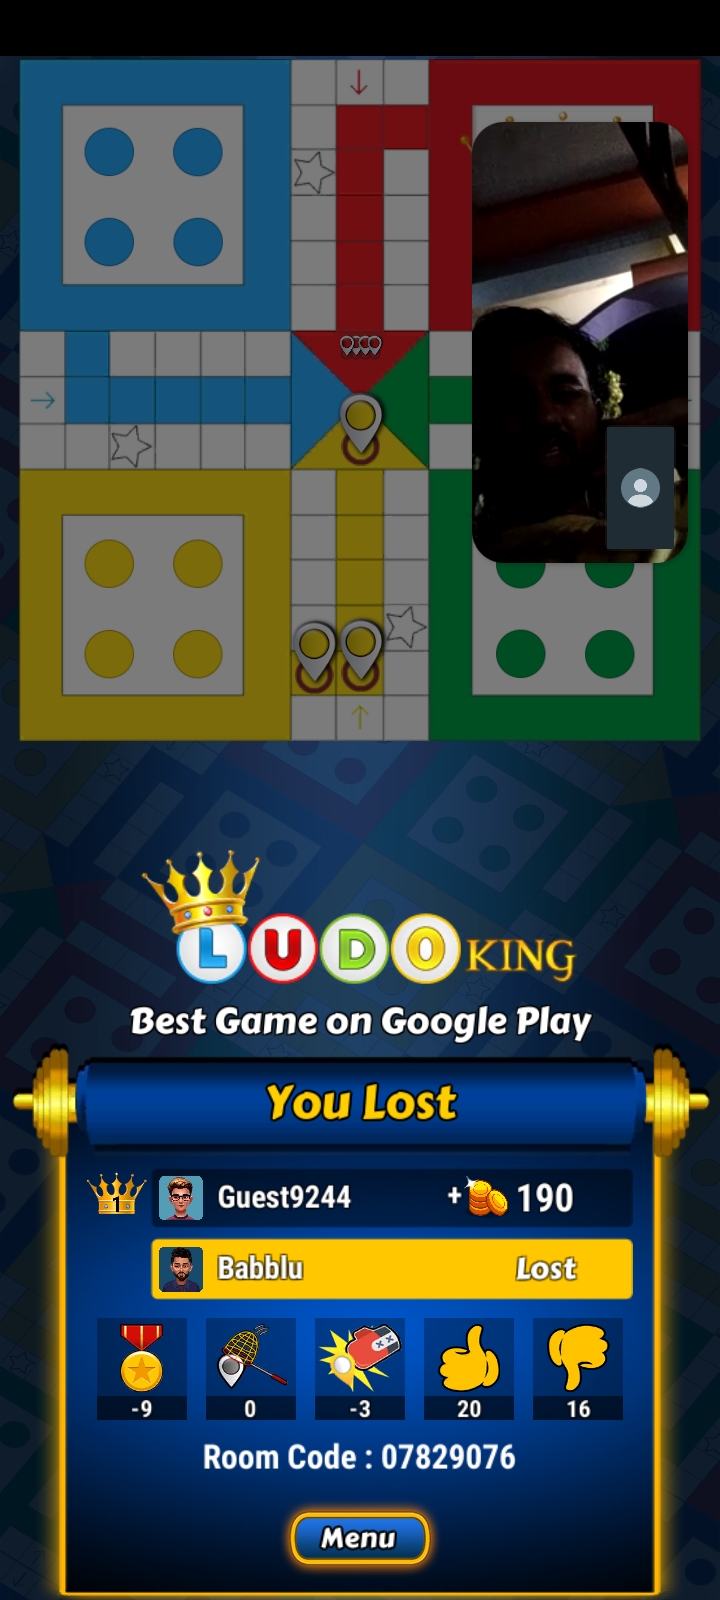 LUDO KING
Best Game on Google Play
You Lost
1 Guest9244 + 190
Babblu Lost
-9 0 -3 20 16
Room Code : 07829076
Menu